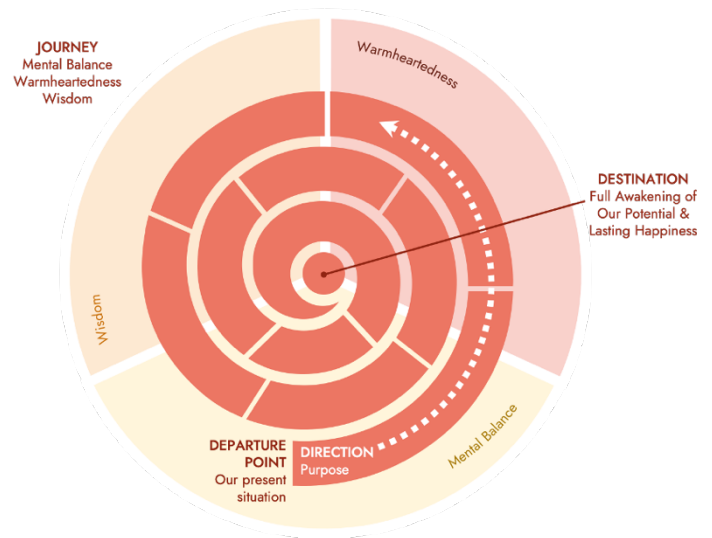 JOURNEY
Mental Balance
Warmheartedness
Wisdom
Warmheartedness
DESTINATION
Full Awakening of
Our Potential &
Lasting Happiness
Wisdom
Mental Balance
DEPARTURE
POINT
Our present
situation
DIRECTION
Purpose